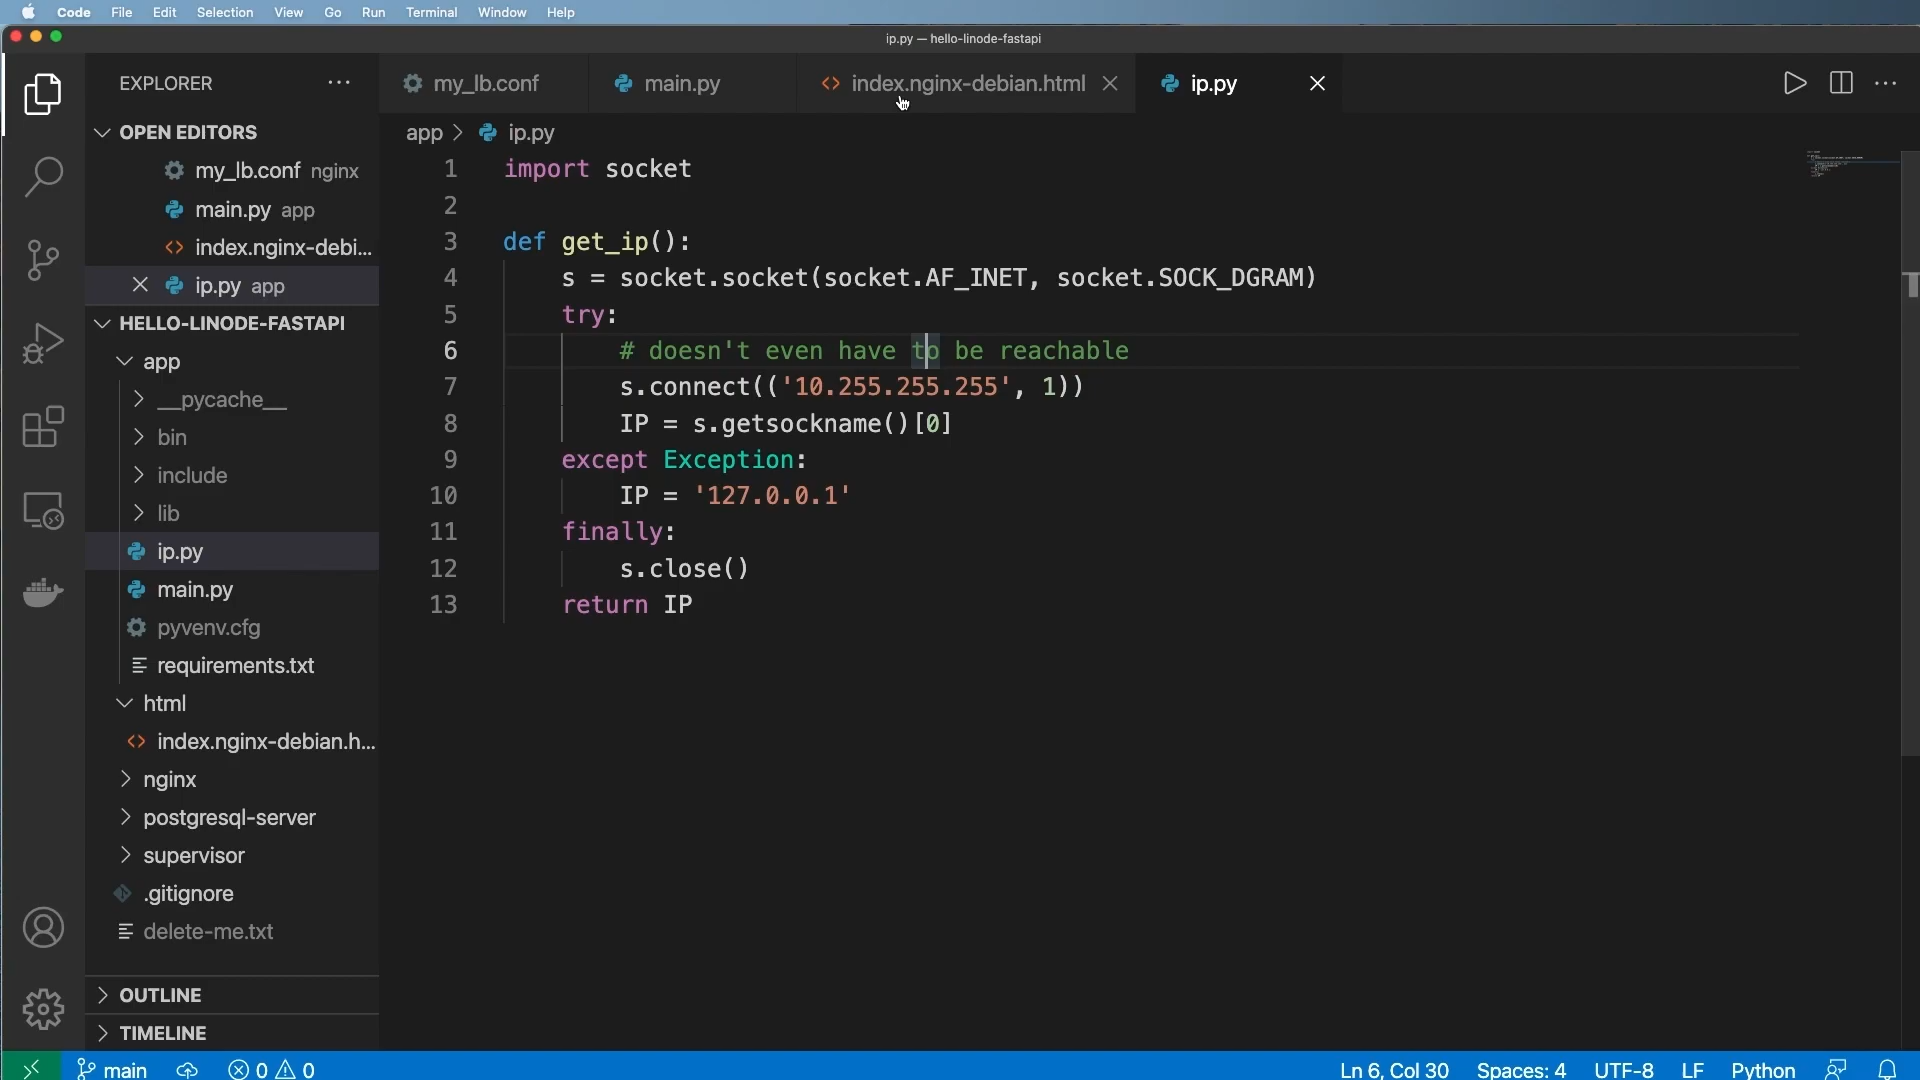 Code File Edit Selection View Go Run Terminal Window Help
ip.py — hello-linode-fastapi
EXPLORER
my_lb.conf
main.py
index.nginx-debian.html
ip.py
OPEN EDITORS
my_lb.conf nginx
main.py app
index.nginx-debi...
ip.py app
HELLO-LINODE-FASTAPI
app
__pycache__
bin
include
lib
ip.py
main.py
pyvenv.cfg
requirements.txt
html
index.nginx-debian.h...
nginx
postgresql-server
supervisor
.gitignore
delete-me.txt
OUTLINE
TIMELINE
app > ip.py
1 import socket
2
3 def get_ip():
4 s = socket.socket(socket.AF_INET, socket.SOCK_DGRAM)
5 try:
6 # doesn't even have to be reachable
7 s.connect(('10.255.255.255', 1))
8 IP = s.getsockname()[0]
9 except Exception:
10 IP = '127.0.0.1'
11 finally:
12 s.close()
13 return IP
main 0 0 Ln 6, Col 30 Spaces: 4 UTF-8 LF Python